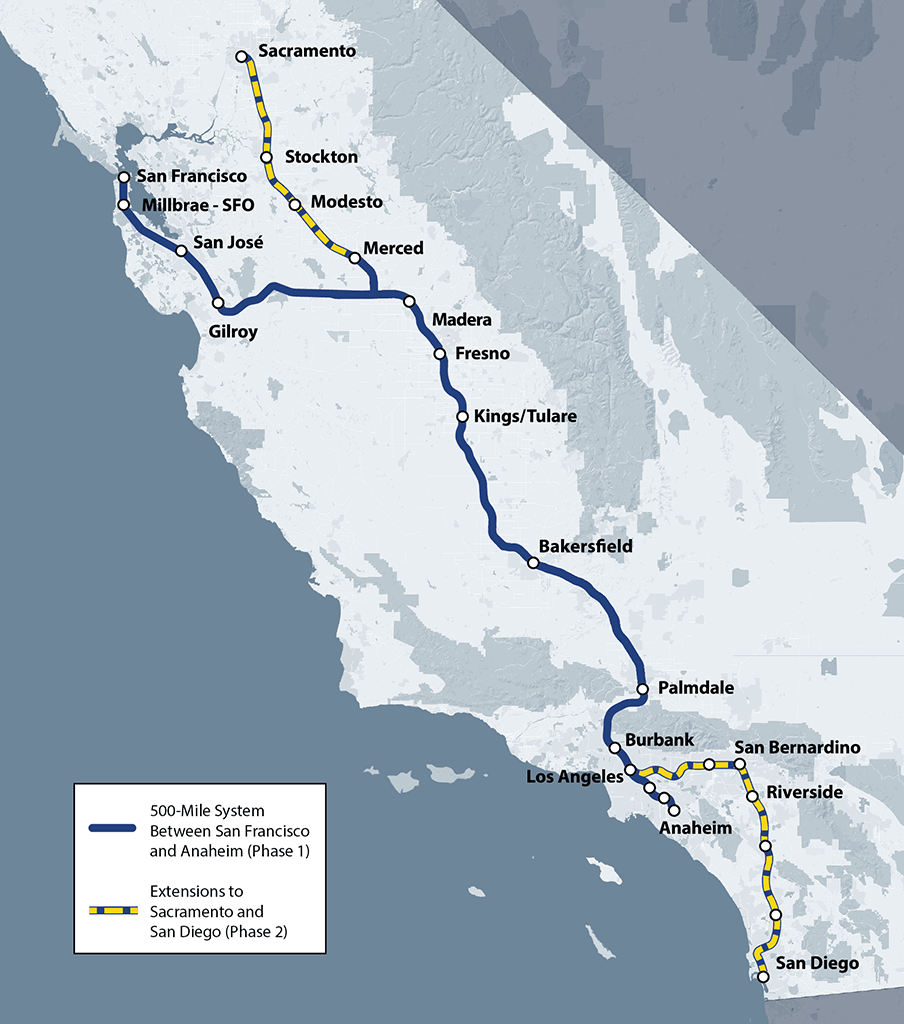 Sacramento
Stockton
San Francisco
Modesto
Millbrae - SFO
San José
Merced
Madera
Gilroy
Fresno
Kings/Tulare
Bakersfield
Palmdale
Burbank
San Bernardino
Los Angeles
Riverside
Anaheim
San Diego
500-Mile System
Between San Francisco
and Anaheim (Phase 1)
Extensions to
Sacramento and
San Diego (Phase 2)